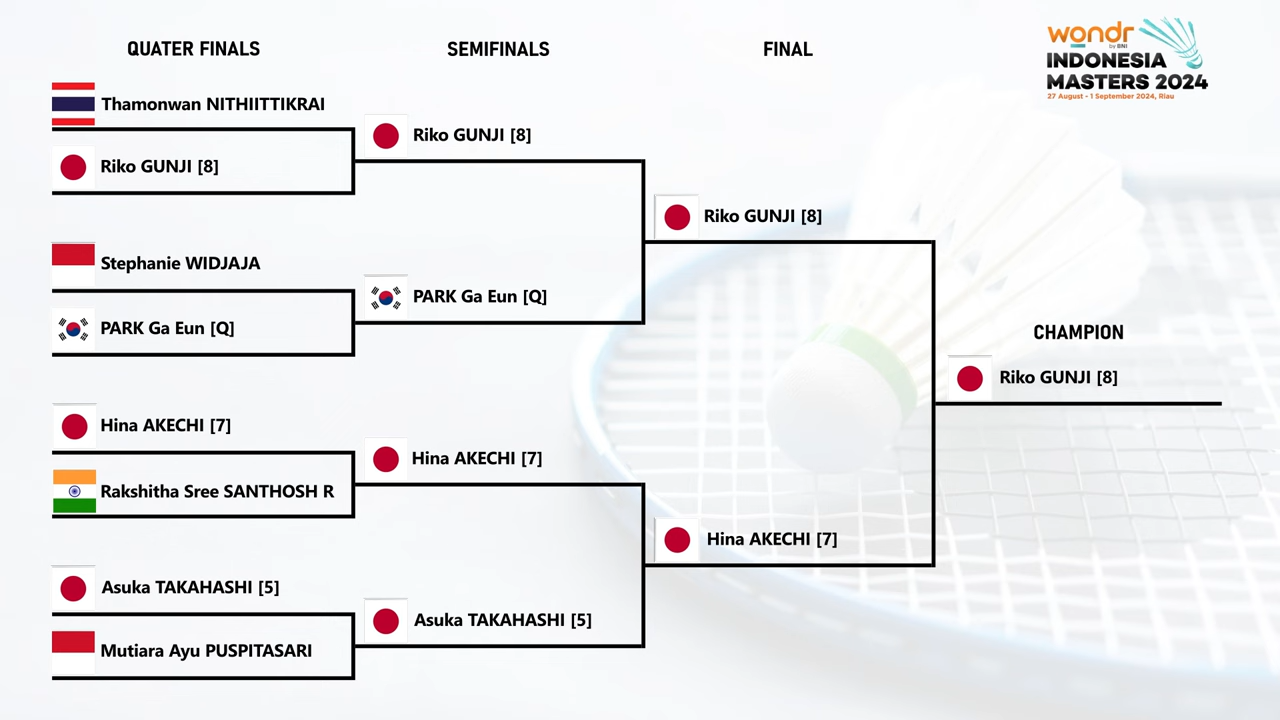 QUATER FINALS
SEMIFINALS
FINAL
wondr
by BNI
INDONESIA
MASTERS 2024
27 August - 1 September 2024, Riau
Thamonwan NITHIITTIKRAI
Riko GUNJI [8]
Stephanie WIDJAJA
PARK Ga Eun [Q]
Hina AKECHI [7]
Rakshitha Sree SANTHOSH R
Asuka TAKAHASHI [5]
Mutiara Ayu PUSPITASARI
Riko GUNJI [8]
PARK Ga Eun [Q]
Hina AKECHI [7]
Asuka TAKAHASHI [5]
Riko GUNJI [8]
Hina AKECHI [7]
CHAMPION
Riko GUNJI [8]